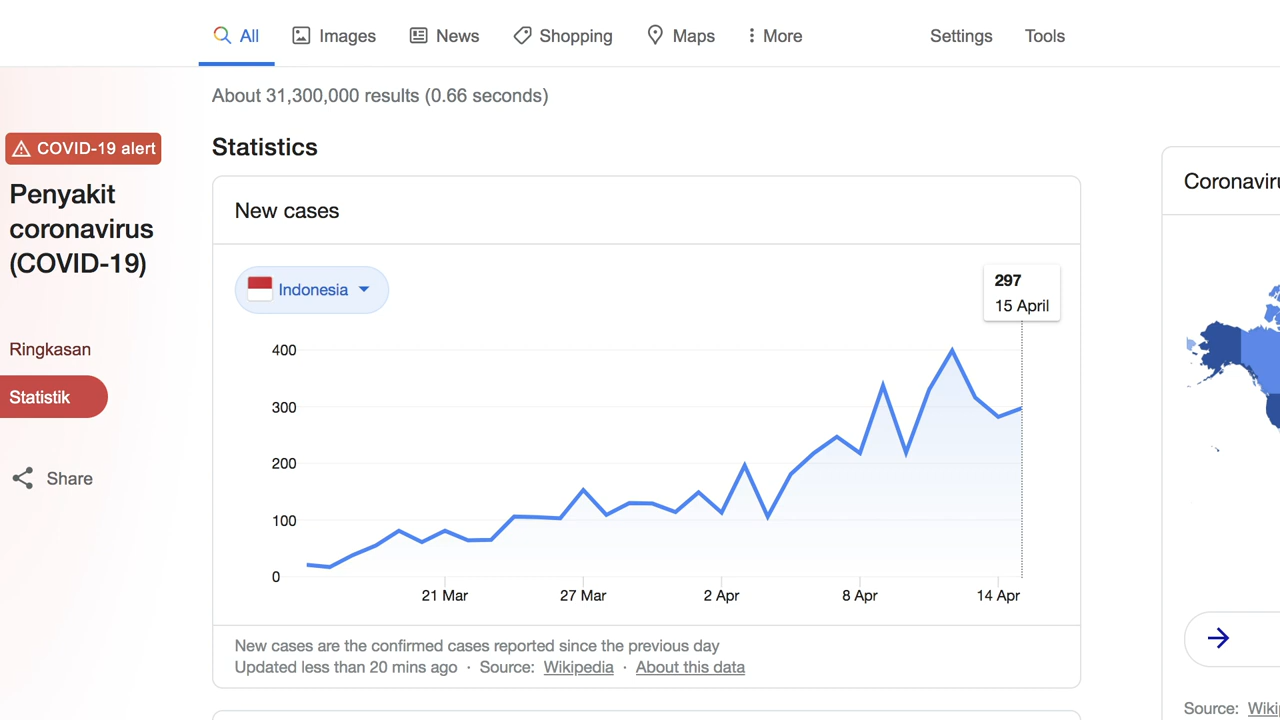 All Images News Shopping Maps More Settings Tools
About 31,300,000 results (0.66 seconds)
COVID-19 alert
Penyakit
coronavirus
(COVID-19)
Ringkasan
Statistik
Share
Statistics
New cases
Indonesia
297
15 April
400
300
200
100
0
21 Mar 27 Mar 2 Apr 8 Apr 14 Apr
New cases are the confirmed cases reported since the previous day
Updated less than 20 mins ago · Source: Wikipedia · About this data
Coronavir
Source: Wiki